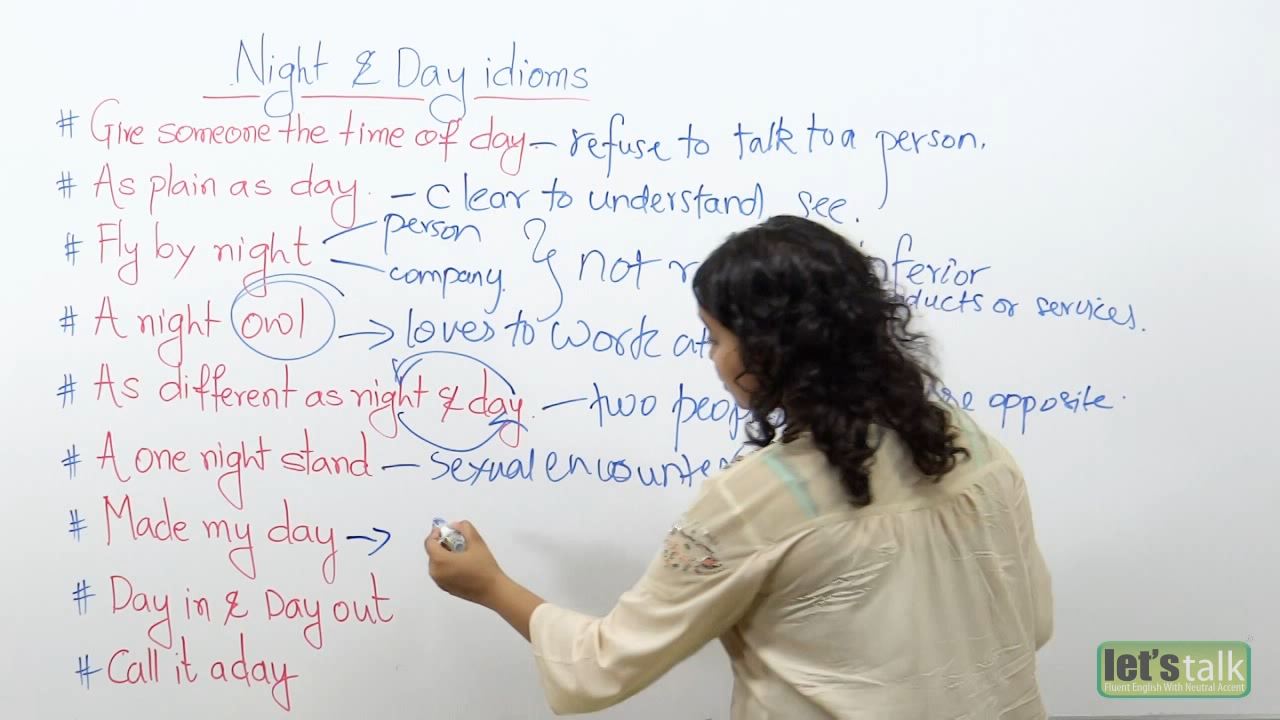 Night & Day idioms
# Give someone the time of day – refuse to talk to a person.
# As plain as day. – clear to understand, see.
# Fly by night person company. } not inferior
products or services.
# A night owl → loves to work at
# As different as night & day. – two people are opposite.
# A one night stand – sexual encounter
# Made my day →
# Day in & Day out
# Call it a day
let's talk
Fluent English With Neutral Accent